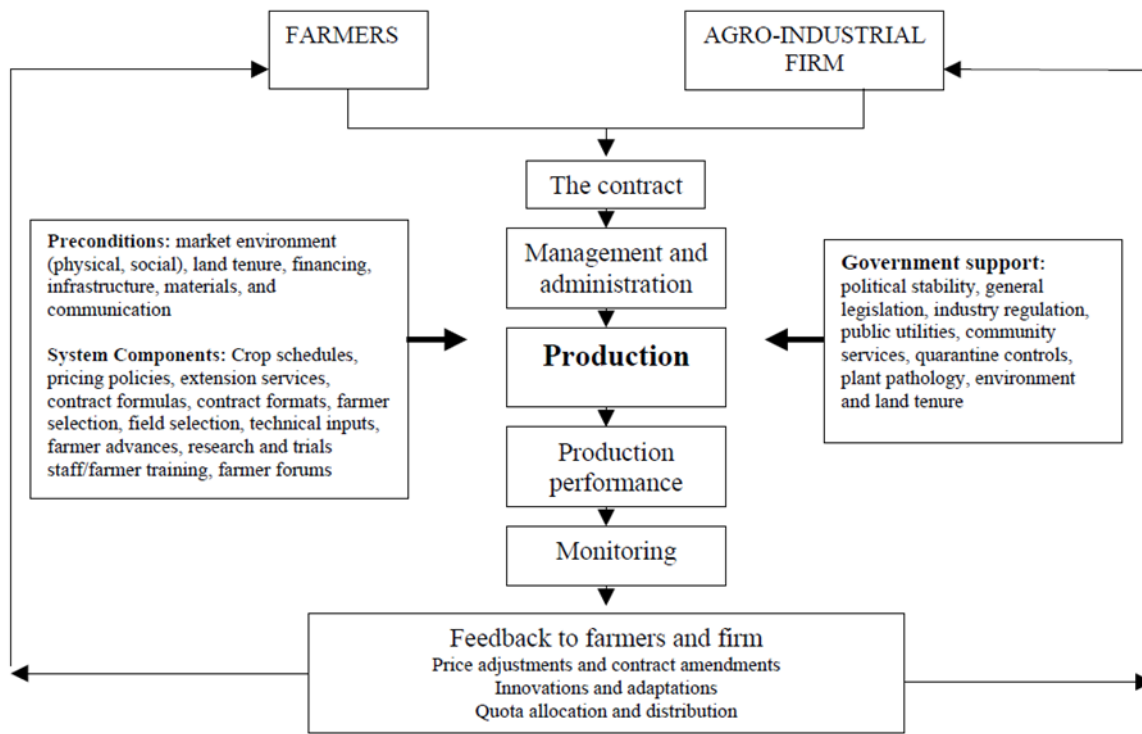 FARMERS
AGRO-INDUSTRIAL
FIRM
The contract
Management and
administration
Preconditions: market environment
(physical, social), land tenure, financing,
infrastructure, materials, and
communication
System Components: Crop schedules,
pricing policies, extension services,
contract formulas, contract formats, farmer
selection, field selection, technical inputs,
farmer advances, research and trials
staff/farmer training, farmer forums
Production
Government support:
political stability, general
legislation, industry regulation,
public utilities, community
services, quarantine controls,
plant pathology, environment
and land tenure
Production
performance
Monitoring
Feedback to farmers and firm
Price adjustments and contract amendments
Innovations and adaptations
Quota allocation and distribution